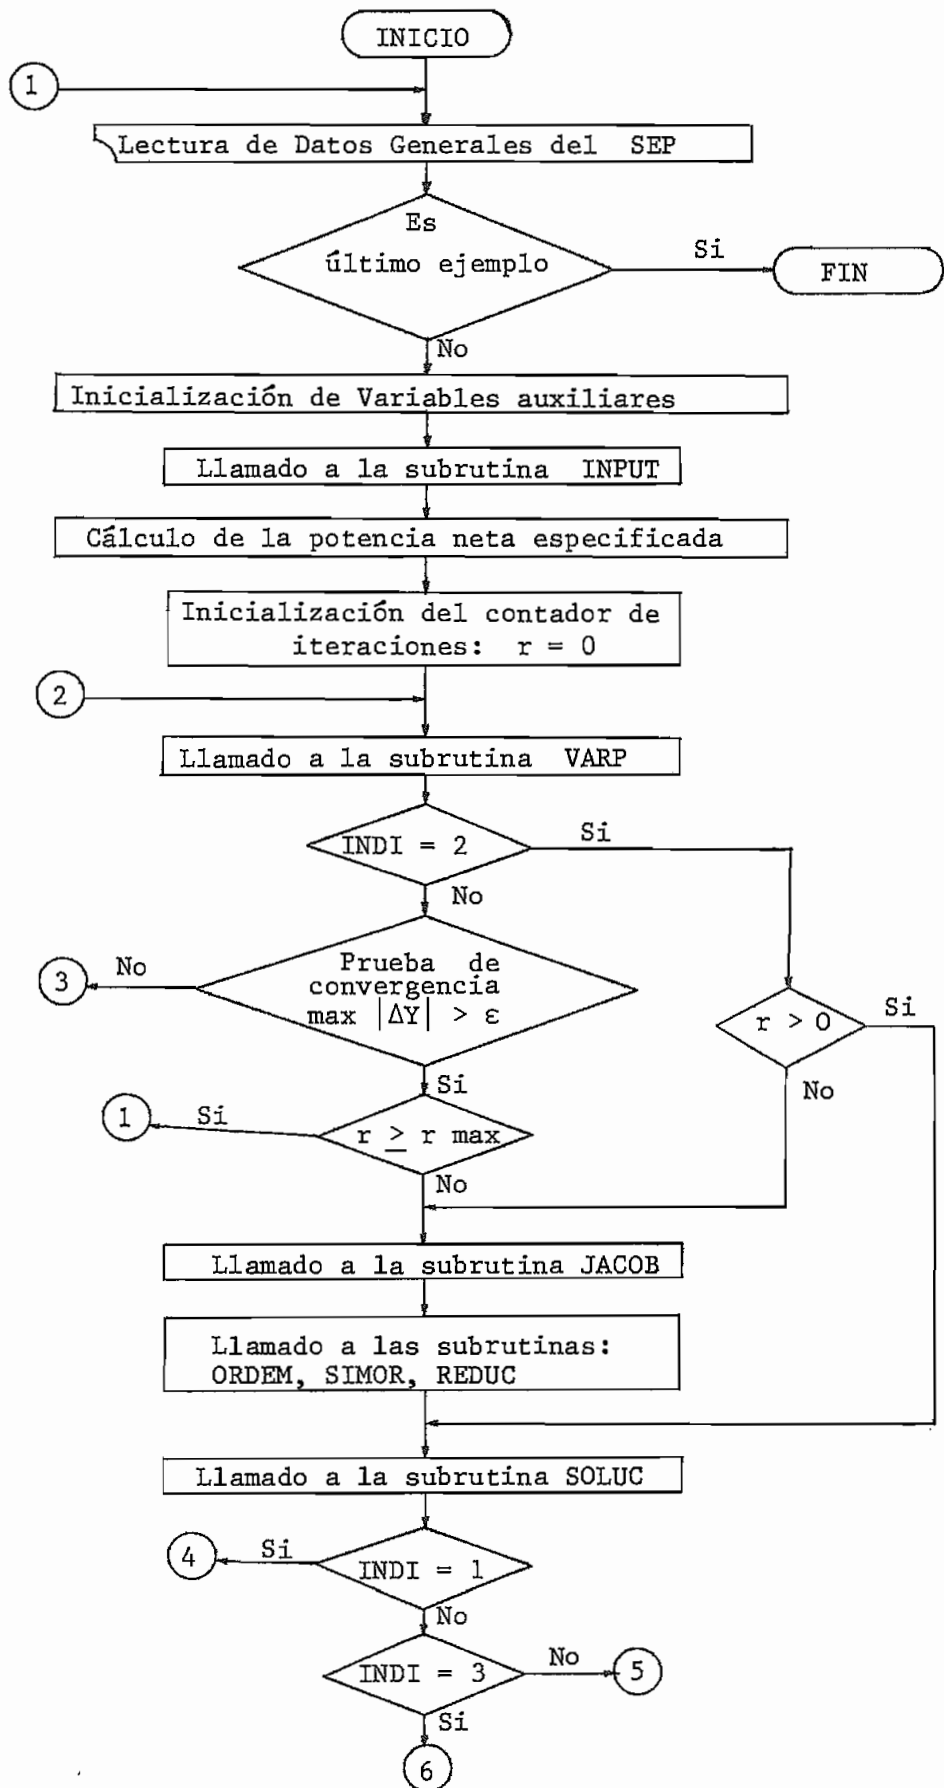 INICIO
1
Lectura de Datos Generales del SEP
Es
último ejemplo
Si
FIN
No
Inicialización de Variables auxiliares
Llamado a la subrutina INPUT
Cálculo de la potencia neta especificada
Inicialización del contador de
iteraciones: r = 0
2
Llamado a la subrutina VARP
INDI = 2
Si
No
3
No
Prueba de
convergencia
max |ΔY| > ε
r > 0
Si
No
Si
1
Si
r ≥ r max
No
Llamado a la subrutina JACOB
Llamado a las subrutinas:
ORDEM, SIMOR, REDUC
Llamado a la subrutina SOLUC
4
Si
INDI = 1
No
INDI = 3
No
5
Si
6